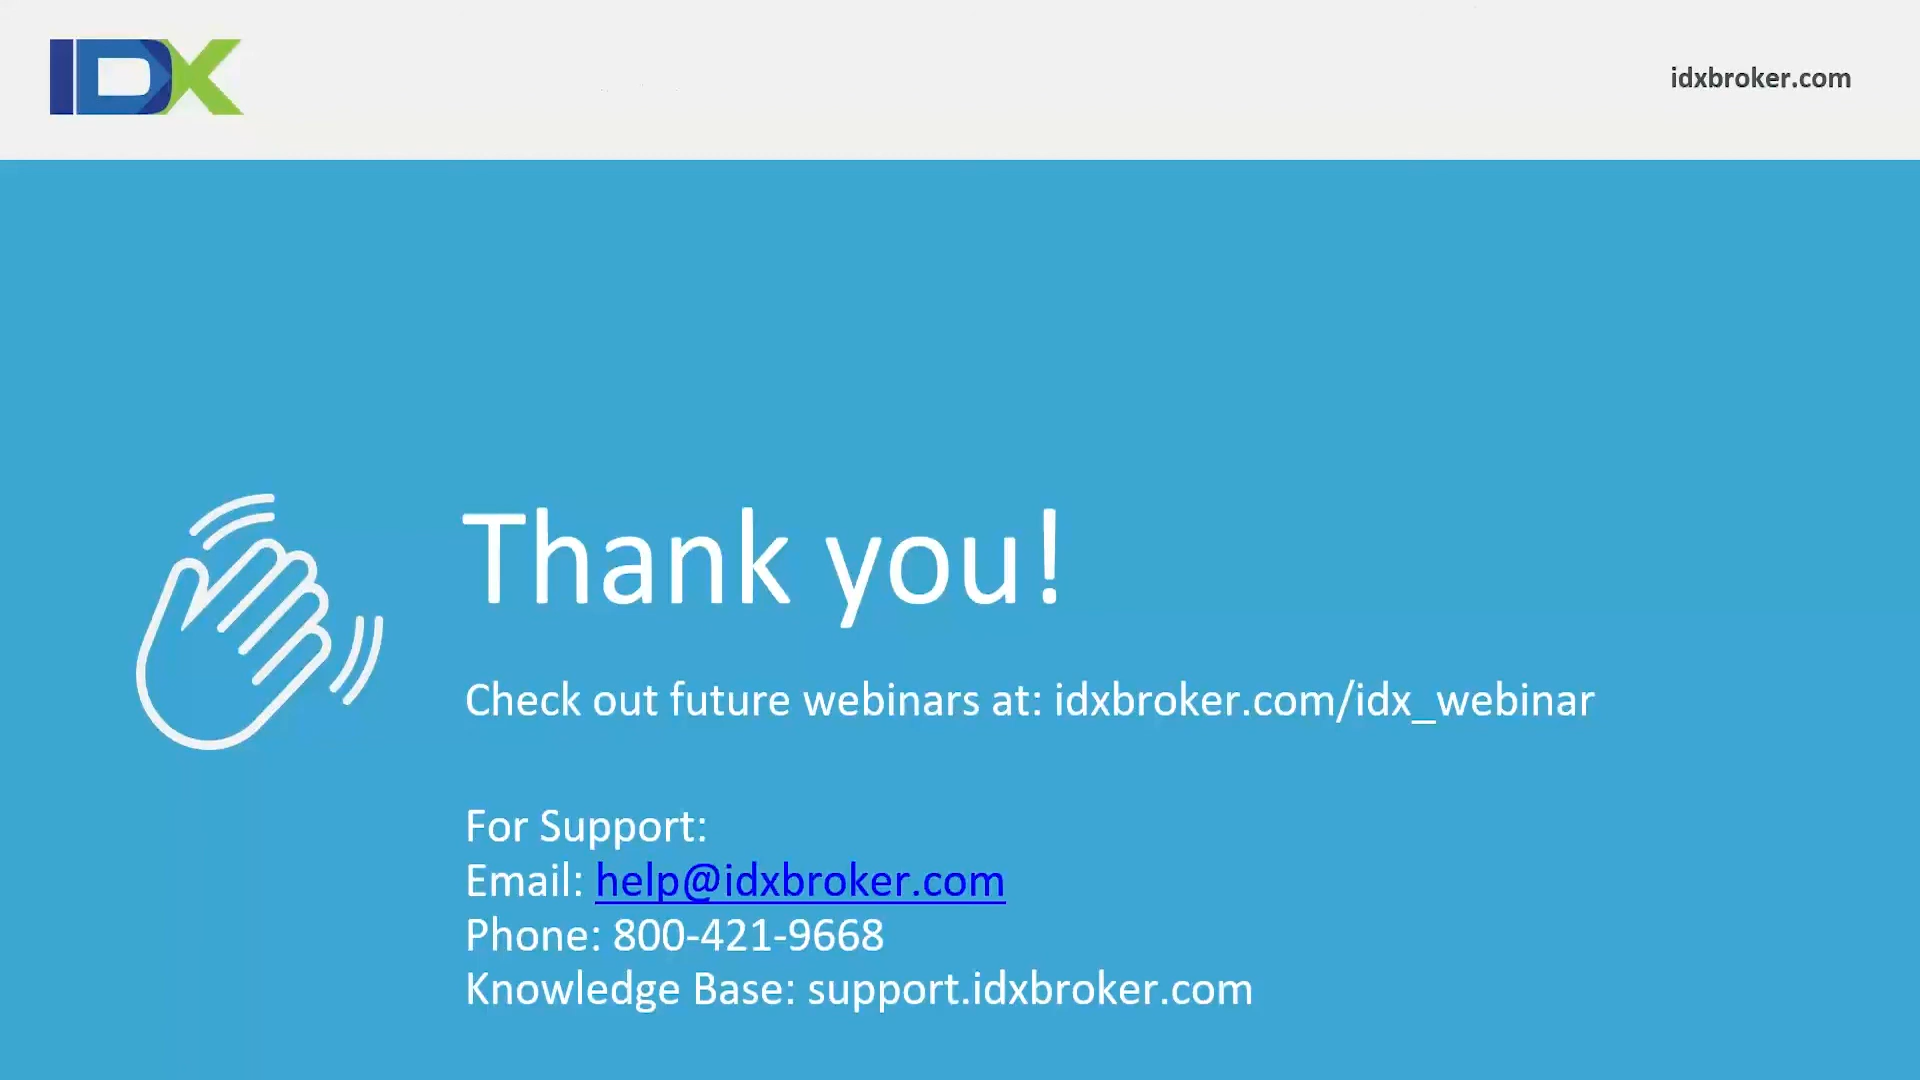 IDX
idxbroker.com
Thank you!
Check out future webinars at: idxbroker.com/idx_webinar
For Support:
Email: help@idxbroker.com
Phone: 800-421-9668
Knowledge Base: support.idxbroker.com